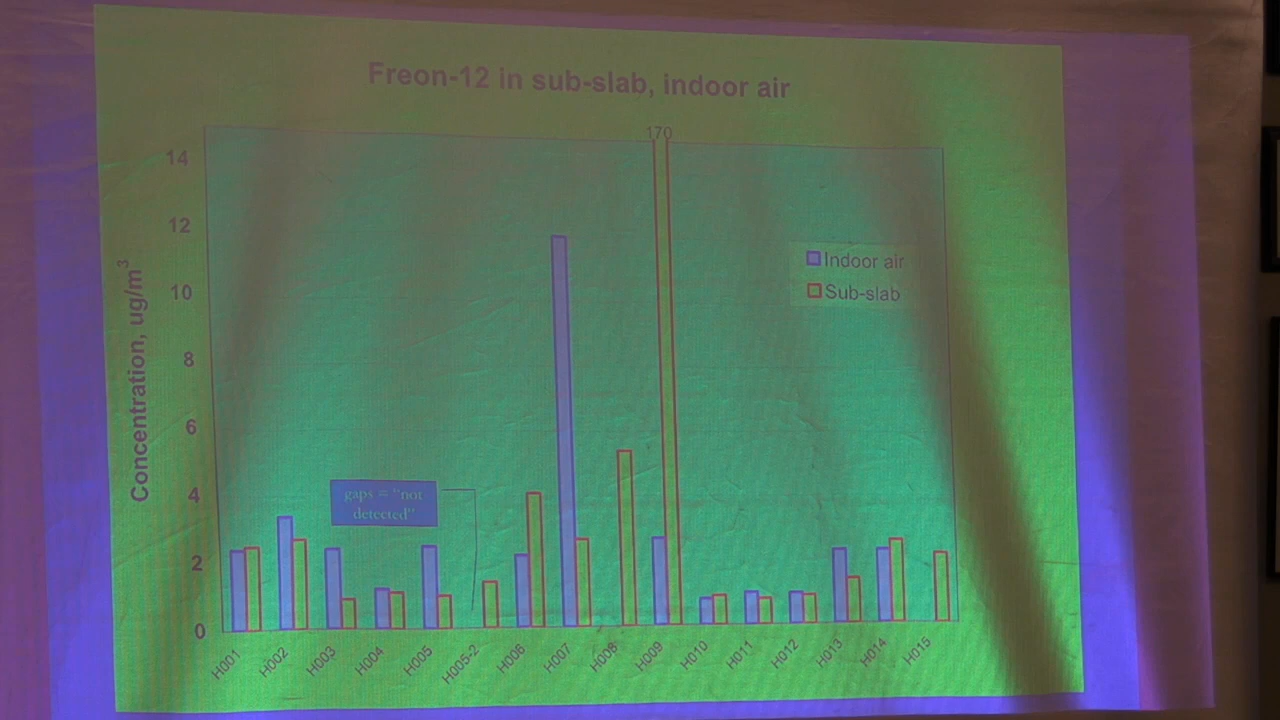 Freon-12 in sub-slab, indoor air
170
14
12
10
8
6
4
2
0
Concentration, ug/m³
Indoor air
Sub-slab
gaps = "not
detected"
H001
H002
H003
H004
H005
H005-2
H006
H007
H008
H009
H010
H011
H012
H013
H014
H015